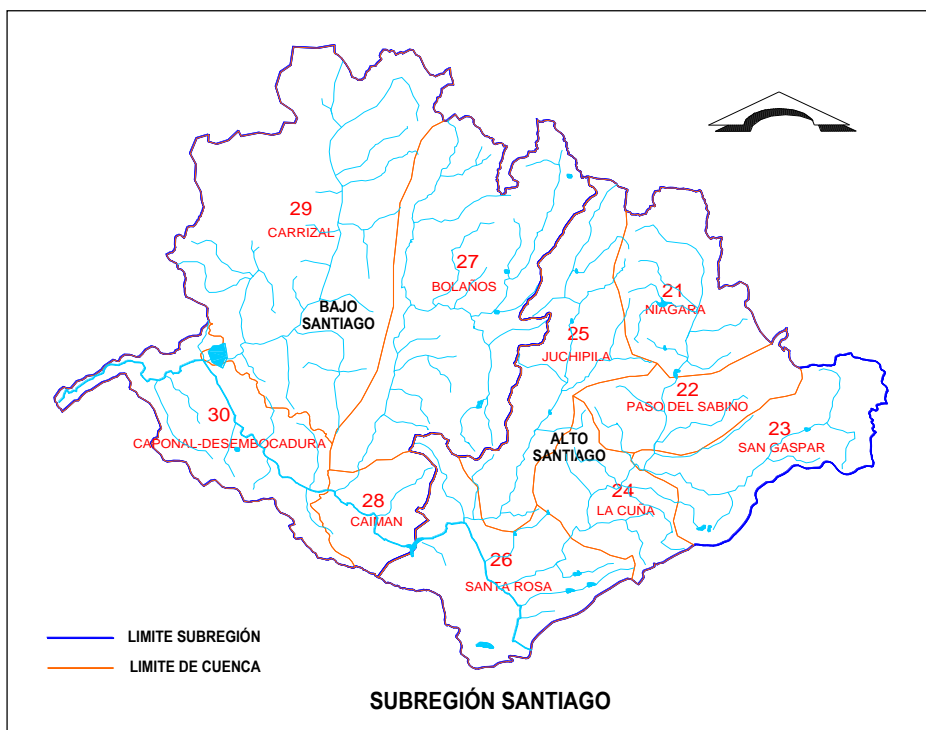 29
CARRIZAL
27
BOLAÑOS
21
NIAGARA
BAJO
SANTIAGO
25
JUCHIPILA
22
PASO DEL SABINO
30
CAPONAL-DESEMBOCADURA
23
SAN GASPAR
ALTO
SANTIAGO
24
LA CUÑA
28
CAIMAN
26
SANTA ROSA
LIMITE SUBREGIÓN
LIMITE DE CUENCA
SUBREGIÓN SANTIAGO